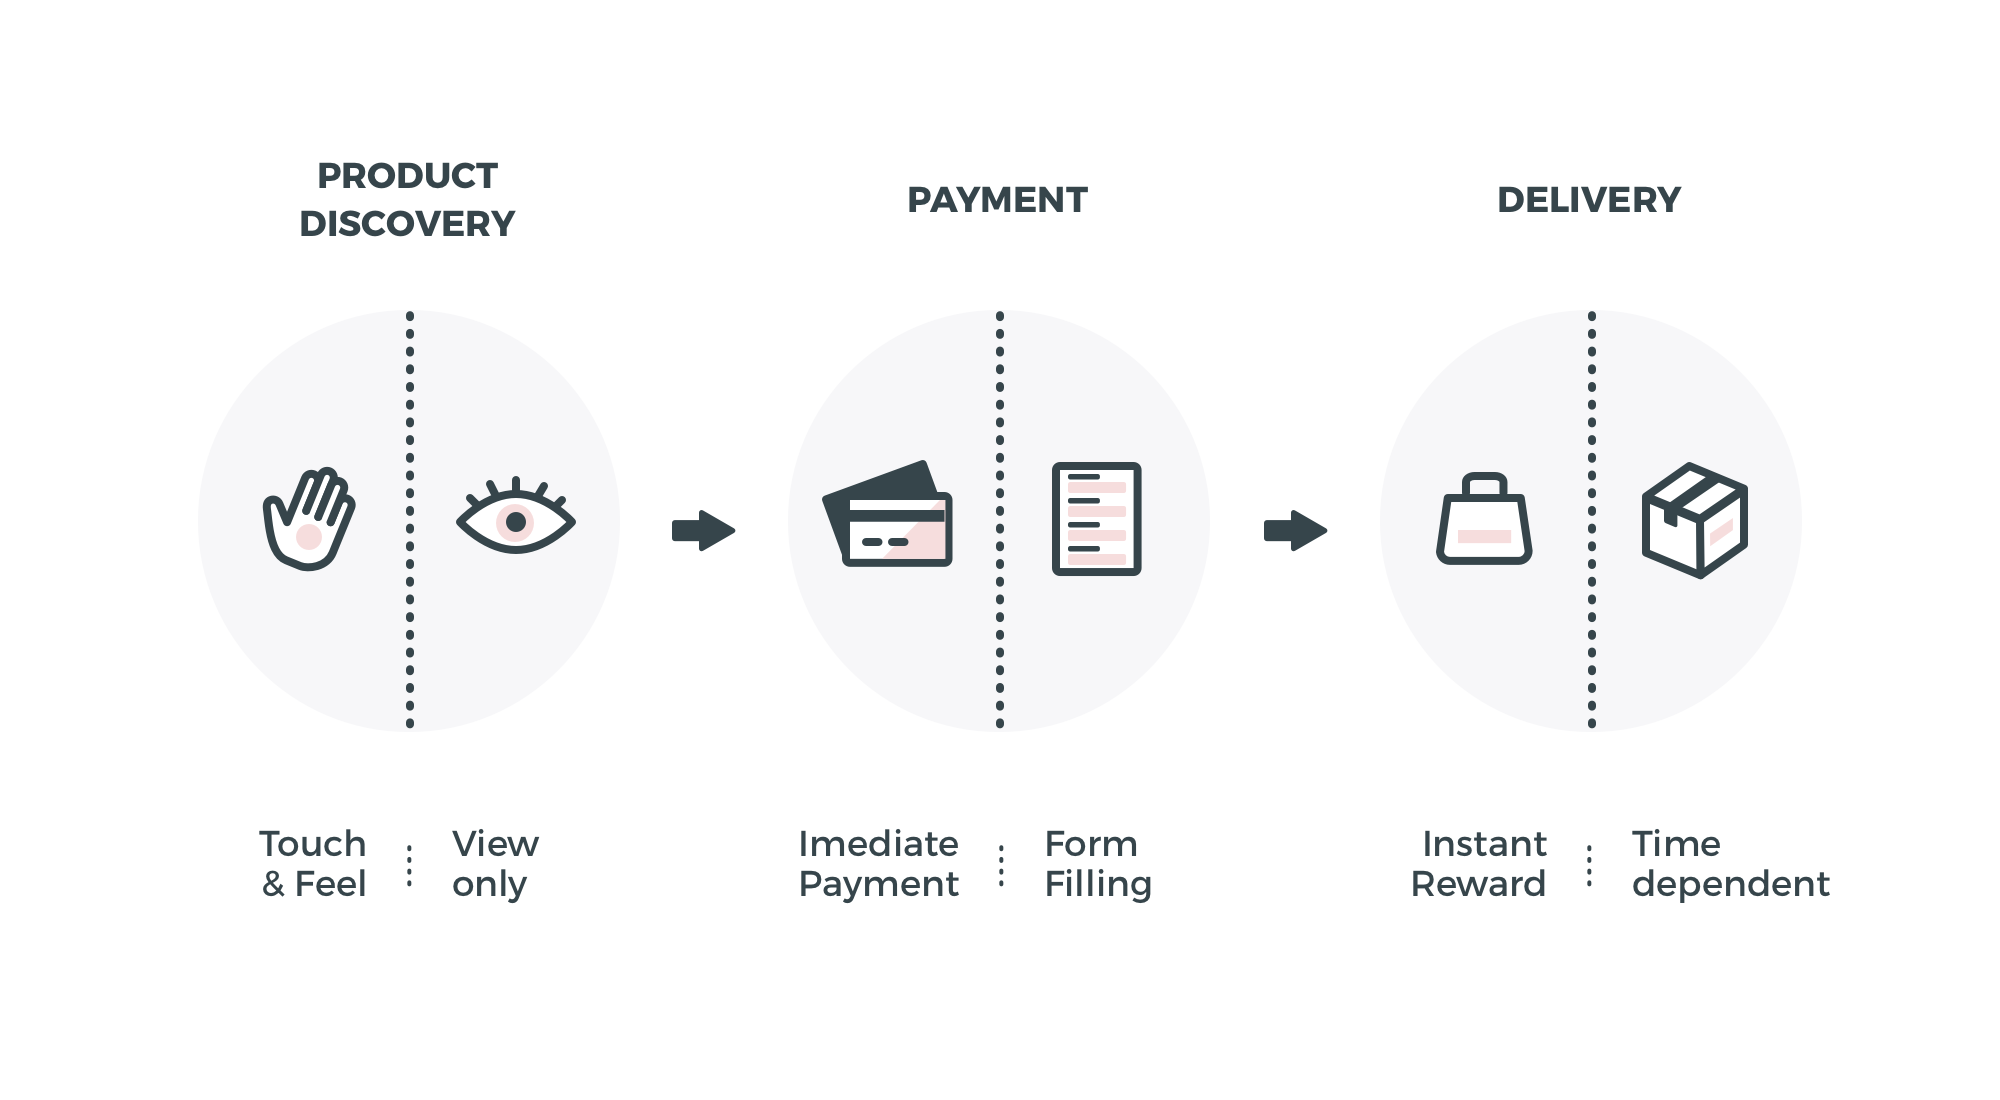 PRODUCT
DISCOVERY
PAYMENT
DELIVERY
Touch
& Feel
View
only
Imediate
Payment
Form
Filling
Instant
Reward
Time
dependent